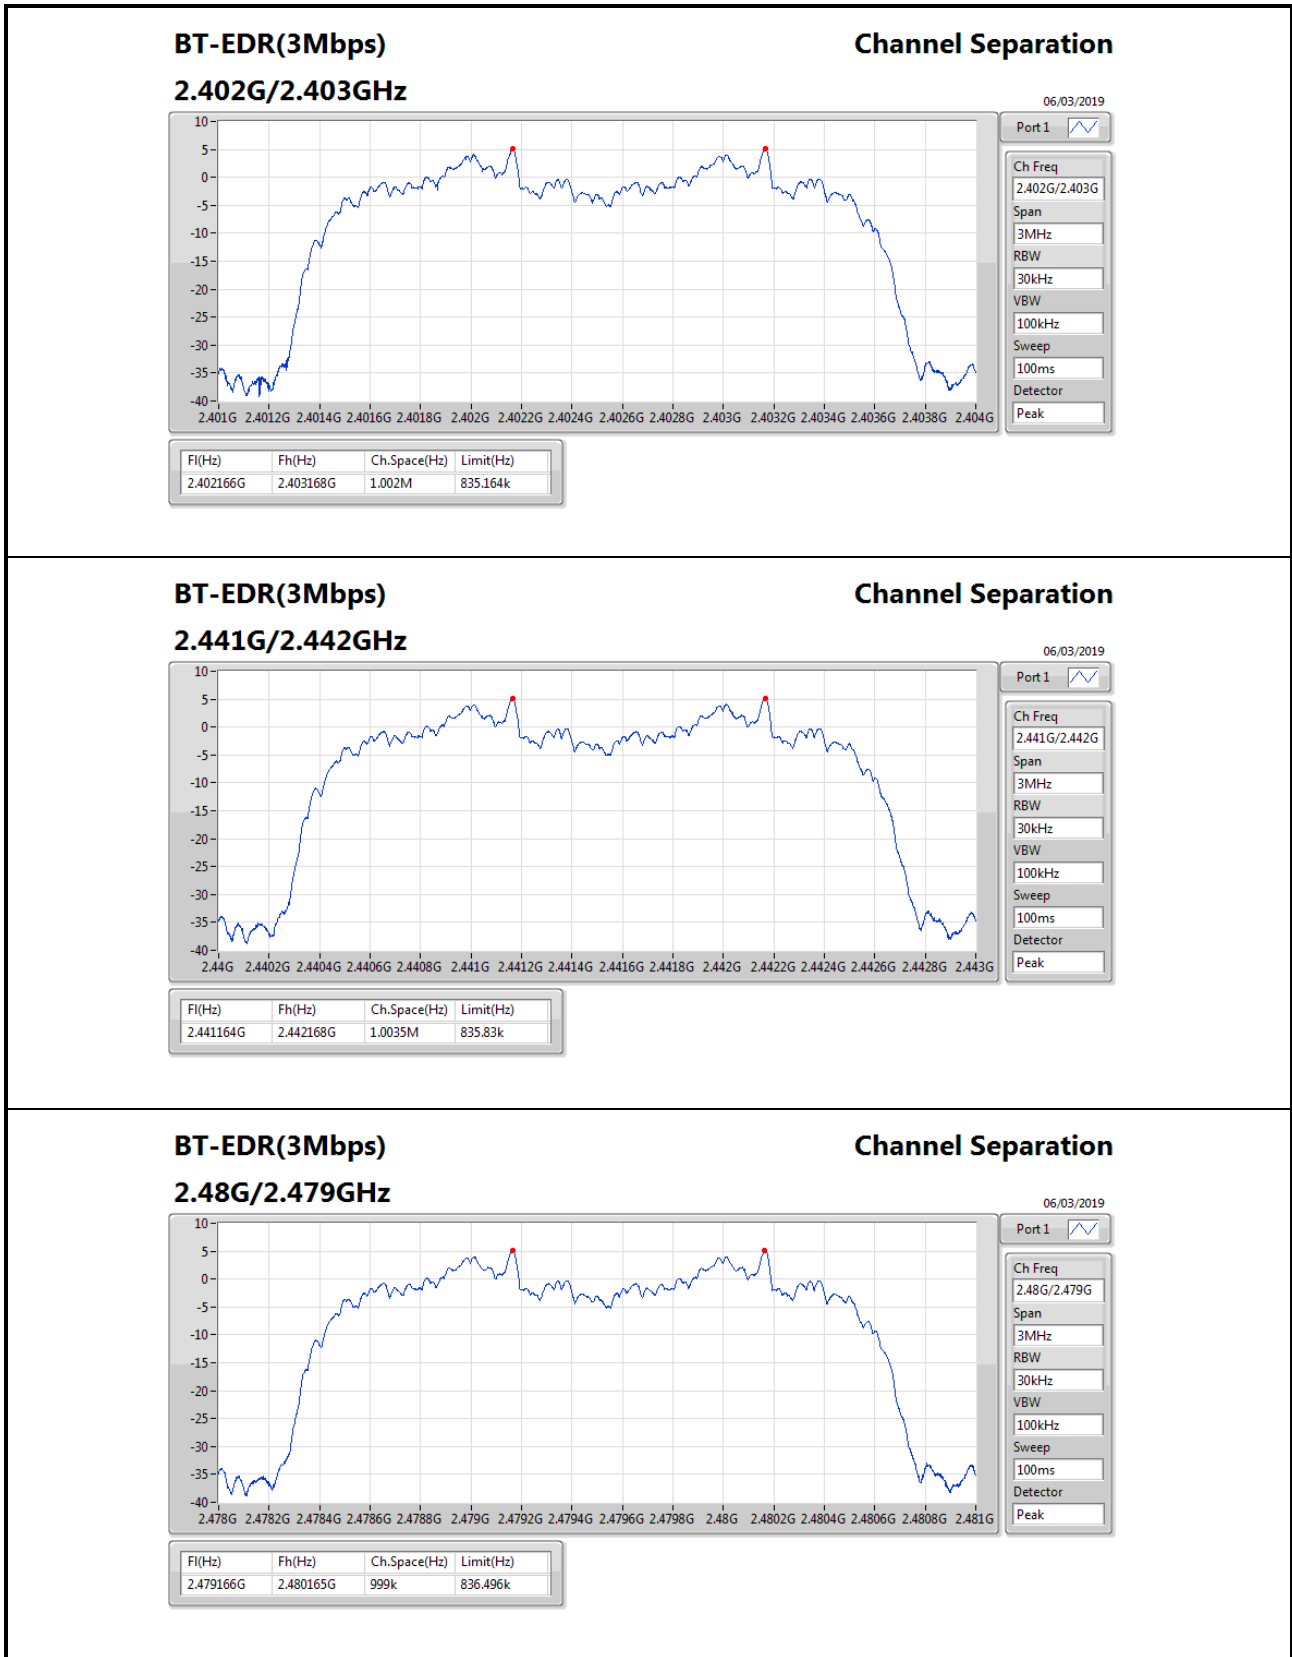 BT-EDR(3Mbps) Channel Separation
2.402G/2.403GHz
06/03/2019
Port 1
10
5
0
-5
-10
-15
-20
-25
-30
-35
-40
2.401G 2.4012G 2.4014G 2.4016G 2.4018G 2.402G 2.4022G 2.4024G 2.4026G 2.4028G 2.403G 2.4032G 2.4034G 2.4036G 2.4038G 2.404G
Ch Freq
2.402G/2.403G
Span
3MHz
RBW
30kHz
VBW
100kHz
Sweep
100ms
Detector
Peak
Fl(Hz) Fh(Hz) Ch.Space(Hz) Limit(Hz)
2.402166G 2.403168G 1.002M 835.164k
BT-EDR(3Mbps) Channel Separation
2.441G/2.442GHz
06/03/2019
Port 1
10
5
0
-5
-10
-15
-20
-25
-30
-35
-40
2.44G 2.4402G 2.4404G 2.4406G 2.4408G 2.441G 2.4412G 2.4414G 2.4416G 2.4418G 2.442G 2.4422G 2.4424G 2.4426G 2.4428G 2.443G
Ch Freq
2.441G/2.442G
Span
3MHz
RBW
30kHz
VBW
100kHz
Sweep
100ms
Detector
Peak
Fl(Hz) Fh(Hz) Ch.Space(Hz) Limit(Hz)
2.441164G 2.442168G 1.0035M 835.83k
BT-EDR(3Mbps) Channel Separation
2.48G/2.479GHz
06/03/2019
Port 1
10
5
0
-5
-10
-15
-20
-25
-30
-35
-40
2.478G 2.4782G 2.4784G 2.4786G 2.4788G 2.479G 2.4792G 2.4794G 2.4796G 2.4798G 2.48G 2.4802G 2.4804G 2.4806G 2.4808G 2.481G
Ch Freq
2.48G/2.479G
Span
3MHz
RBW
30kHz
VBW
100kHz
Sweep
100ms
Detector
Peak
Fl(Hz) Fh(Hz) Ch.Space(Hz) Limit(Hz)
2.479166G 2.480165G 999k 836.496k